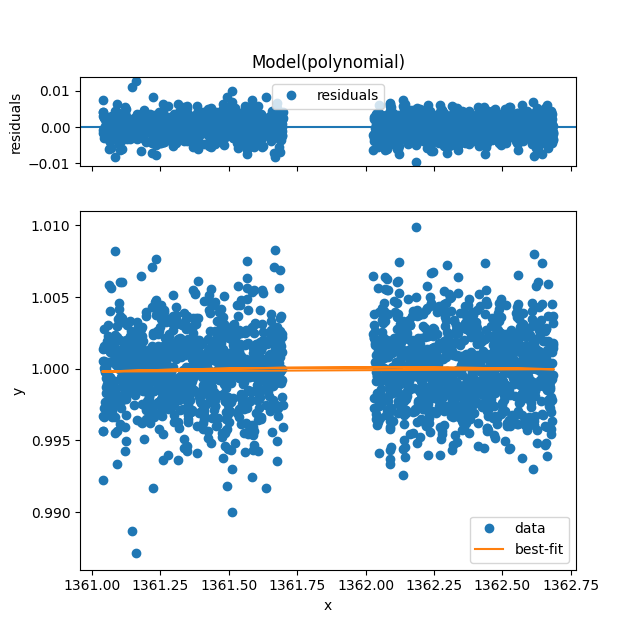 Model(polynomial)
residuals
0.01
0.00
−0.01
residuals
1.010
1.005
1.000
0.995
0.990
y
data
best-fit
1361.00 1361.25 1361.50 1361.75 1362.00 1362.25 1362.50 1362.75
x